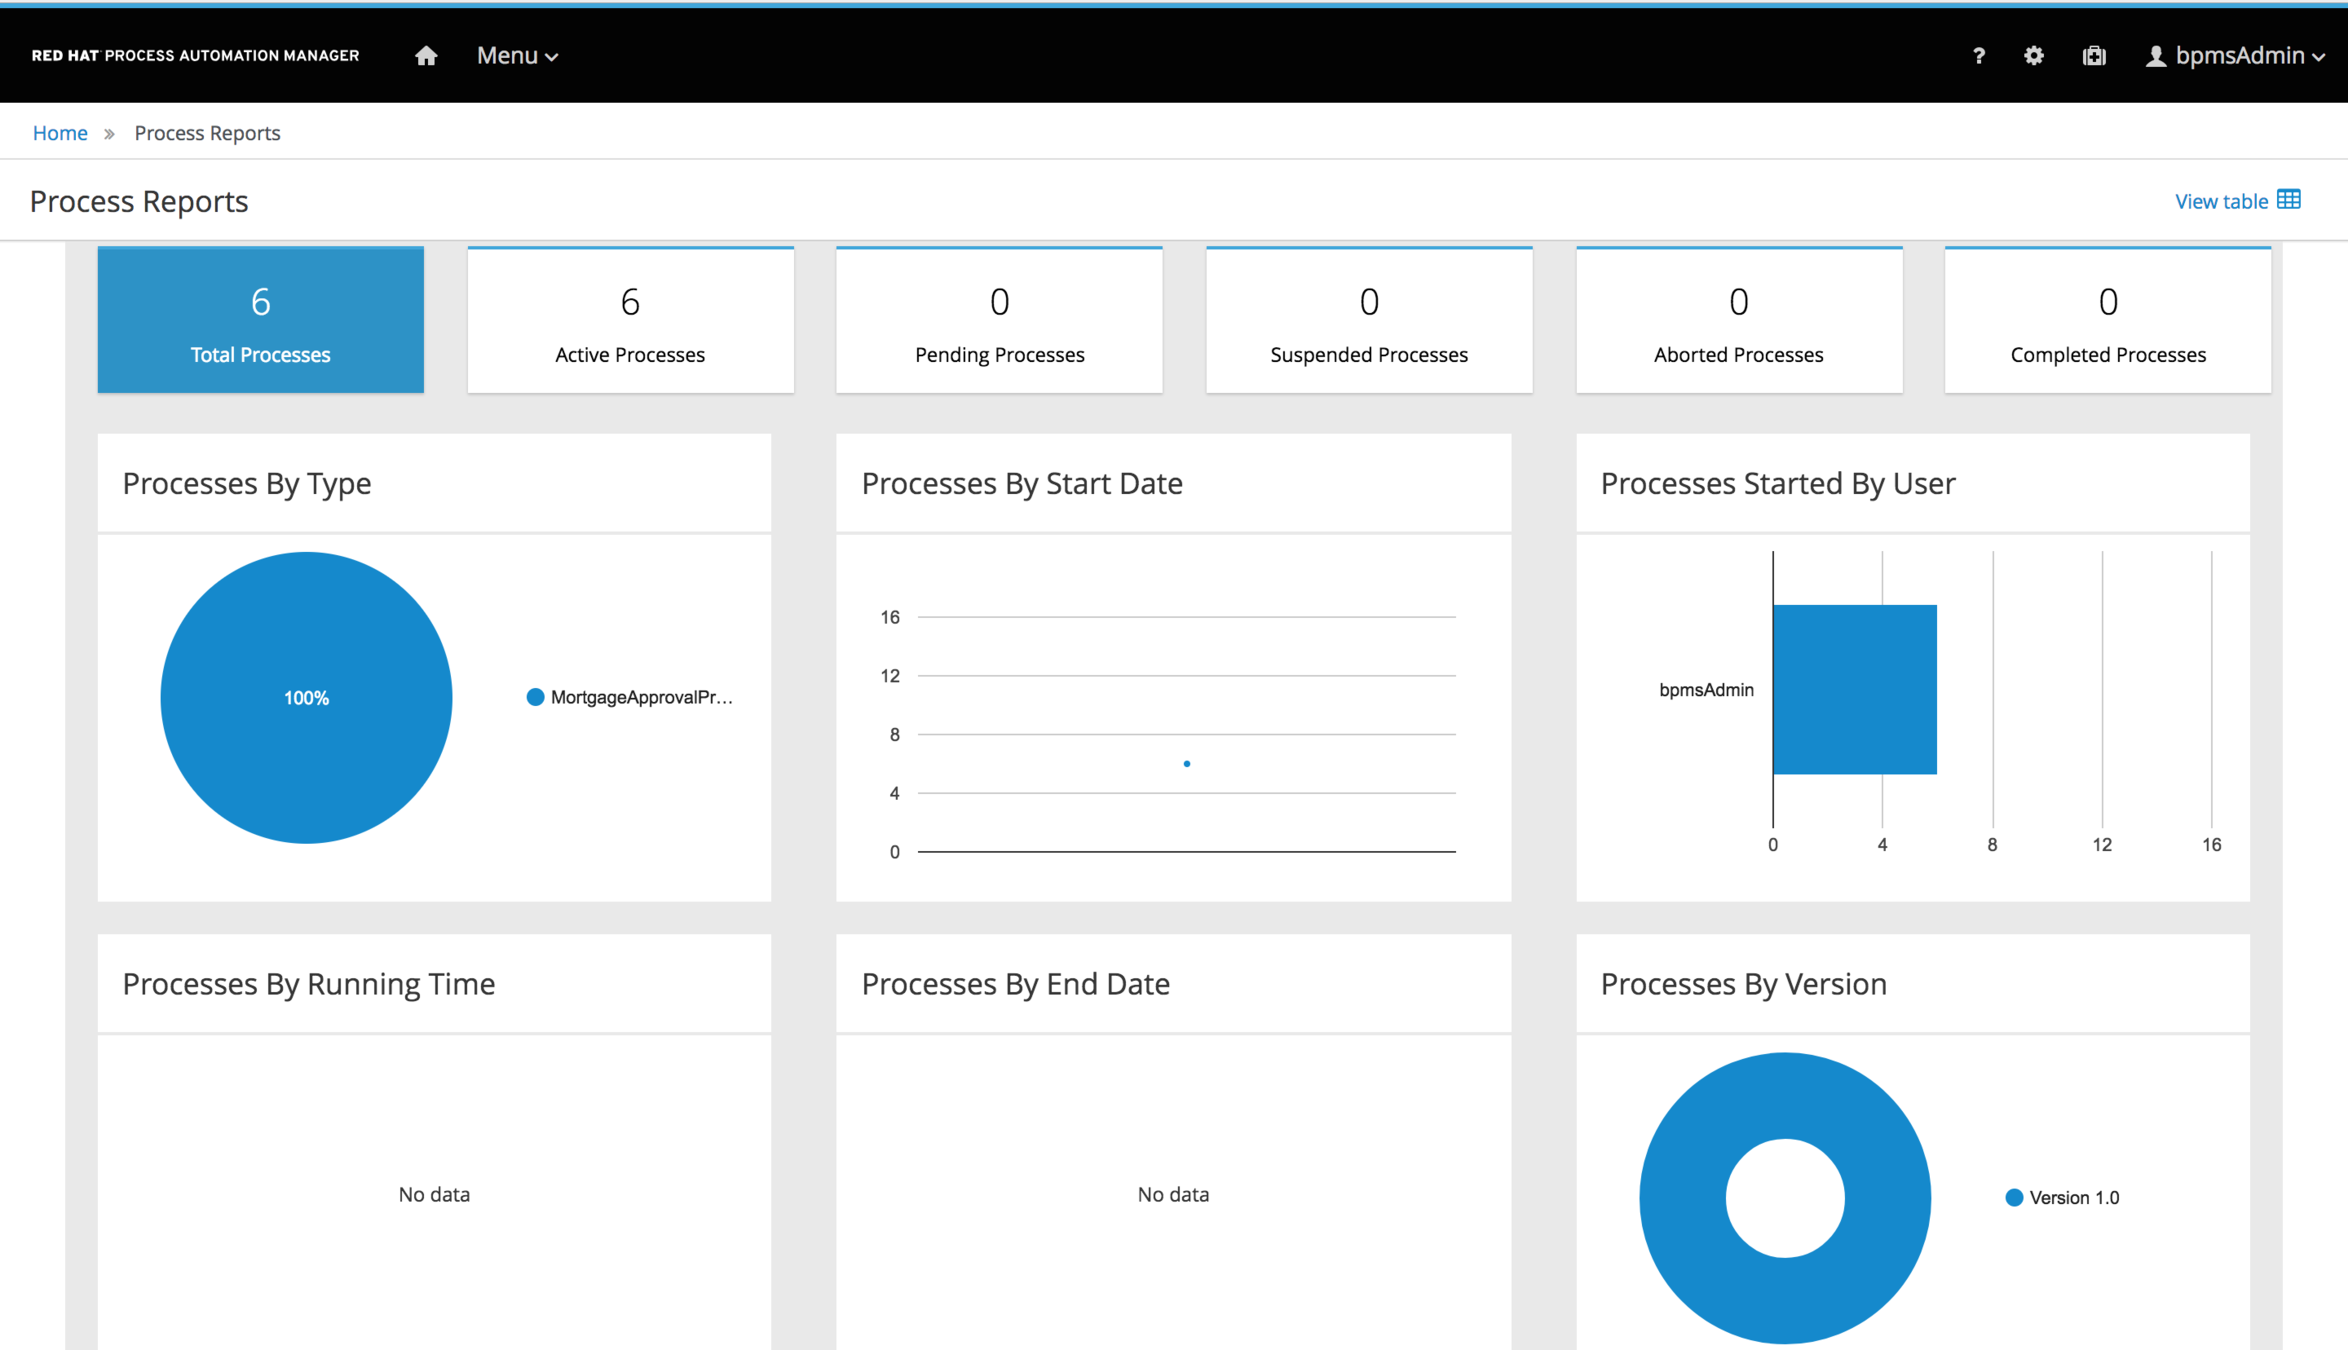 RED HAT PROCESS AUTOMATION MANAGER
Menu
?
bpmsAdmin
Home » Process Reports
Process Reports
View table
6
Total Processes
6
Active Processes
0
Pending Processes
0
Suspended Processes
0
Aborted Processes
0
Completed Processes
Processes By Type
100%
MortgageApprovalPr...
Processes By Start Date
16
12
8
4
0
Processes Started By User
bpmsAdmin
0 4 8 12 16
Processes By Running Time
No data
Processes By End Date
No data
Processes By Version
Version 1.0